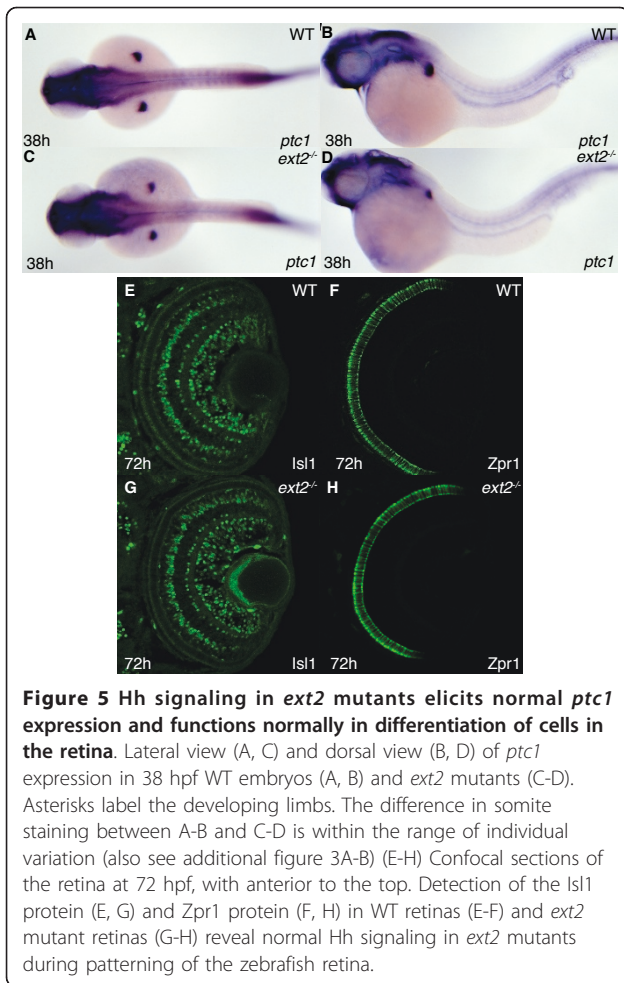 A WT B WT
38h ptc1 38h ptc1
C ext2-/- D ext2-/-
38h ptc1 38h ptc1
E WT F WT
72h Isl1 72h Zpr1
G ext2-/- H ext2-/-
72h Isl1 72h Zpr1
Figure 5 Hh signaling in ext2 mutants elicits normal ptc1
expression and functions normally in differentiation of cells in
the retina. Lateral view (A, C) and dorsal view (B, D) of ptc1
expression in 38 hpf WT embryos (A, B) and ext2 mutants (C-D).
Asterisks label the developing limbs. The difference in somite
staining between A-B and C-D is within the range of individual
variation (also see additional figure 3A-B) (E-H) Confocal sections of
the retina at 72 hpf, with anterior to the top. Detection of the Isl1
protein (E, G) and Zpr1 protein (F, H) in WT retinas (E-F) and ext2
mutant retinas (G-H) reveal normal Hh signaling in ext2 mutants
during patterning of the zebrafish retina.